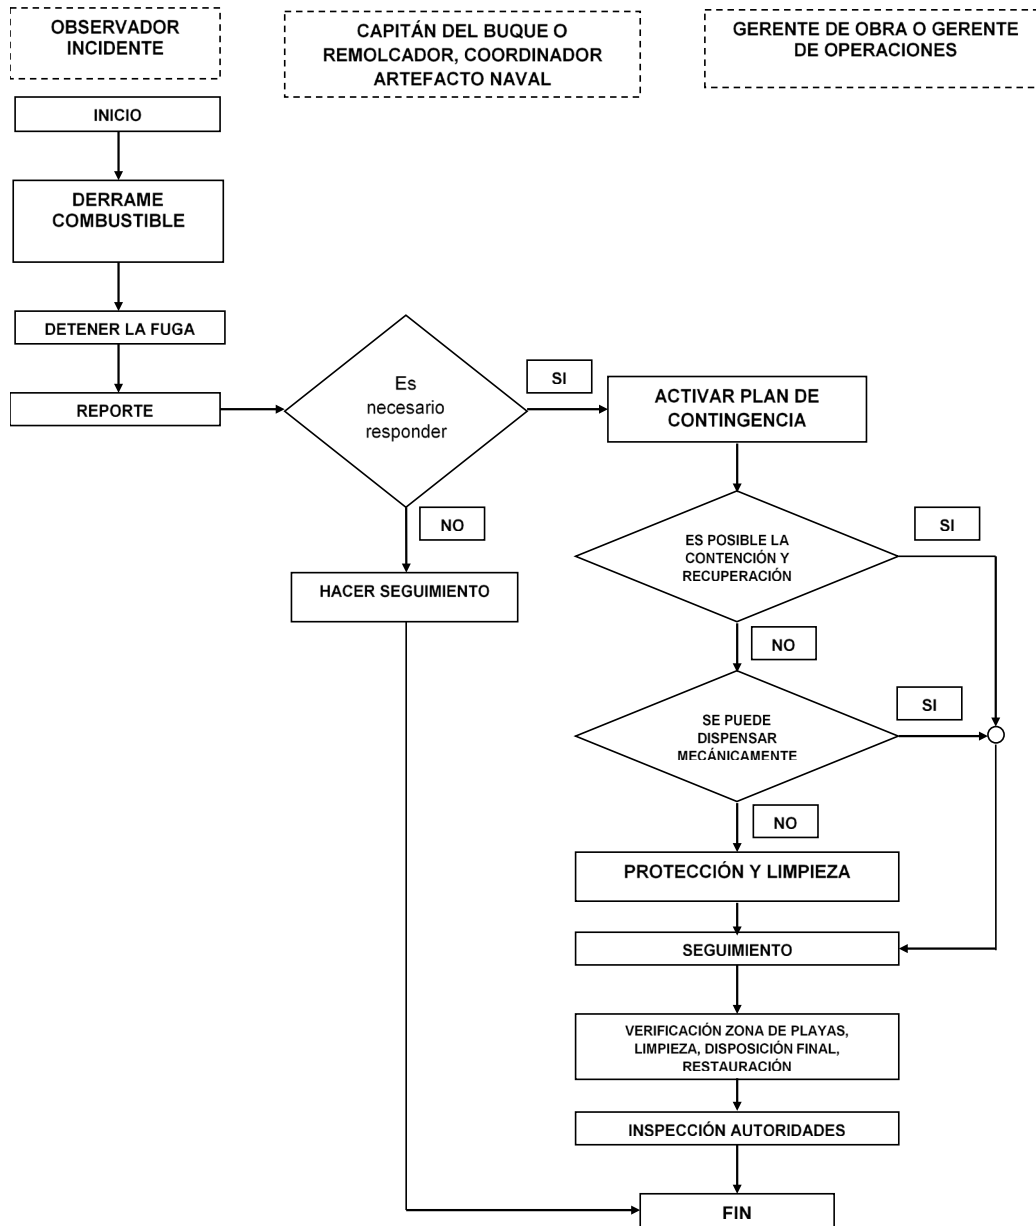 OBSERVADOR
INCIDENTE
CAPITÁN DEL BUQUE O
REMOLCADOR, COORDINADOR
ARTEFACTO NAVAL
GERENTE DE OBRA O GERENTE
DE OPERACIONES
INICIO
DERRAME
COMBUSTIBLE
DETENER LA FUGA
REPORTE
Es
necesario
responder
SI
ACTIVAR PLAN DE
CONTINGENCIA
NO
HACER SEGUIMIENTO
ES POSIBLE LA
CONTENCIÓN Y
RECUPERACIÓN
SI
NO
SE PUEDE
DISPENSAR
MECÁNICAMENTE
SI
NO
PROTECCIÓN Y LIMPIEZA
SEGUIMIENTO
VERIFICACIÓN ZONA DE PLAYAS,
LIMPIEZA, DISPOSICIÓN FINAL,
RESTAURACIÓN
INSPECCIÓN AUTORIDADES
FIN